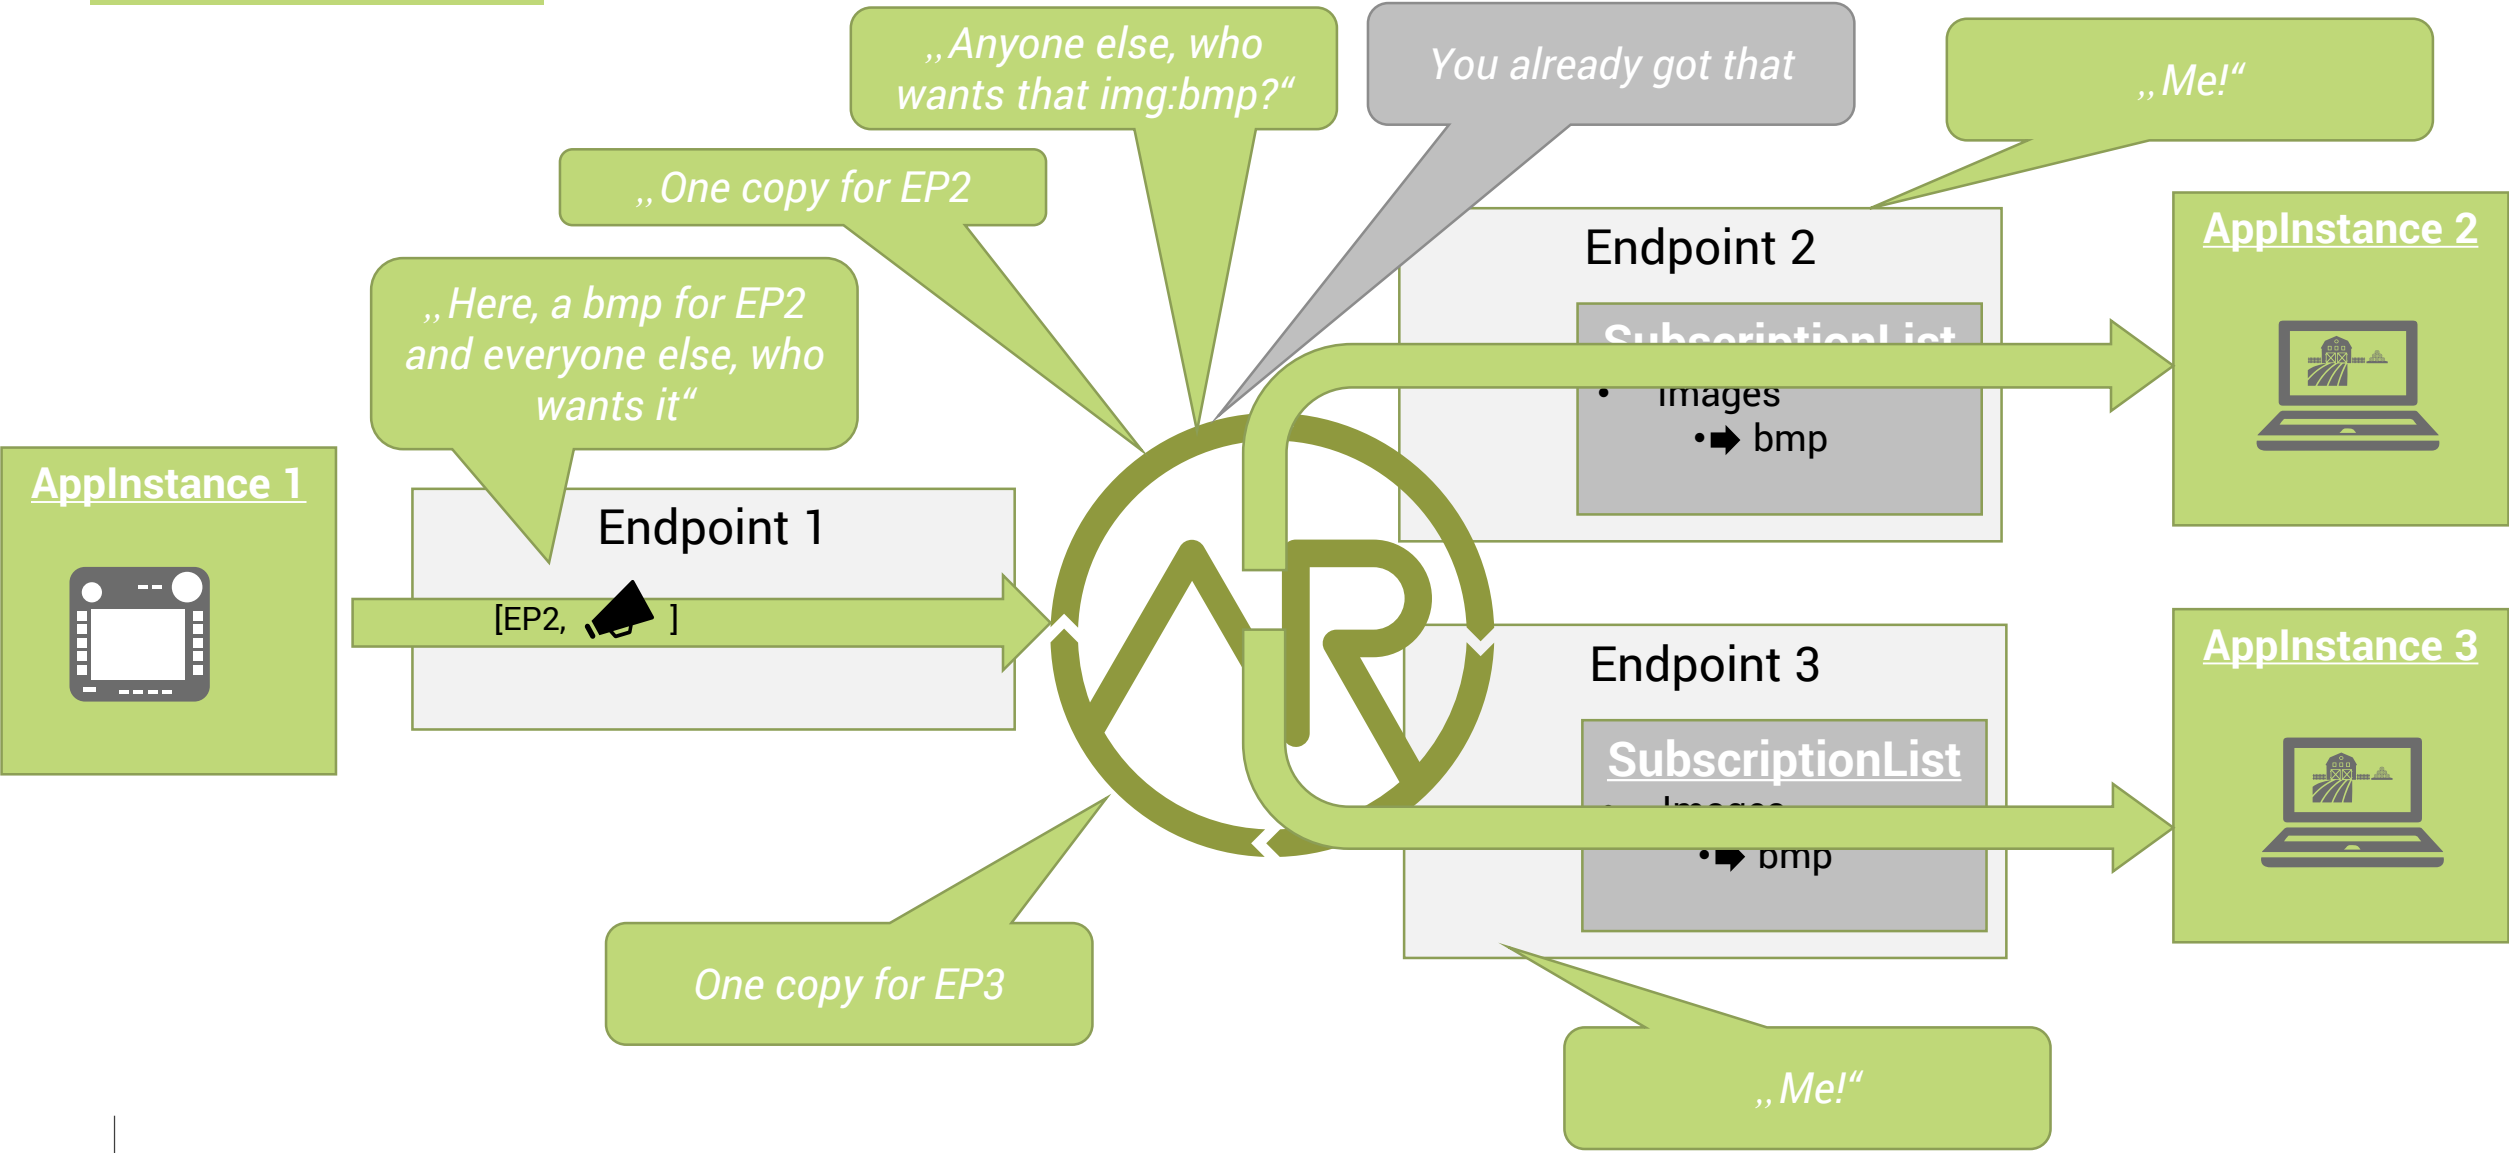 „Anyone else, who
wants that img:bmp?“
You already got that
„Me!“
„One copy for EP2
Endpoint 2
AppInstance 2
„Here, a bmp for EP2
and everyone else, who
wants it“
SubscriptionList
• Images
• bmp
AppInstance 1
Endpoint 1
[EP2, ]
Endpoint 3
AppInstance 3
SubscriptionList
• Images
• bmp
One copy for EP3
„Me!“